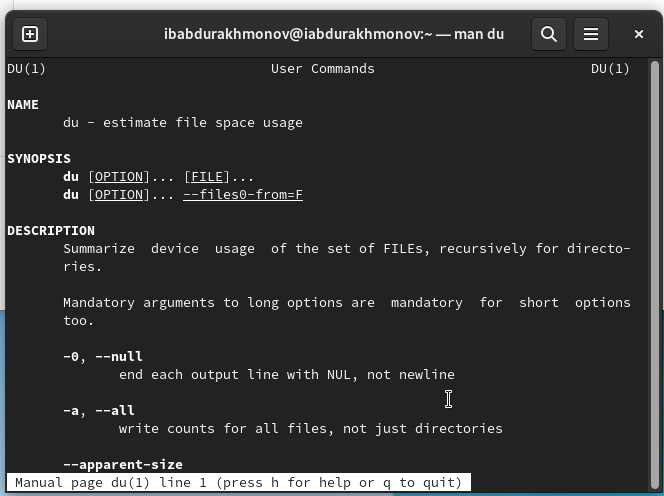 ibabdurakhmonov@iabdurakhmonov:~ — man du
DU(1) User Commands DU(1)
NAME
du - estimate file space usage
SYNOPSIS
du [OPTION]... [FILE]...
du [OPTION]... --files0-from=F
DESCRIPTION
Summarize device usage of the set of FILEs, recursively for directo-
ries.
Mandatory arguments to long options are mandatory for short options
too.
-0, --null
end each output line with NUL, not newline
-a, --all
write counts for all files, not just directories
--apparent-size
Manual page du(1) line 1 (press h for help or q to quit)